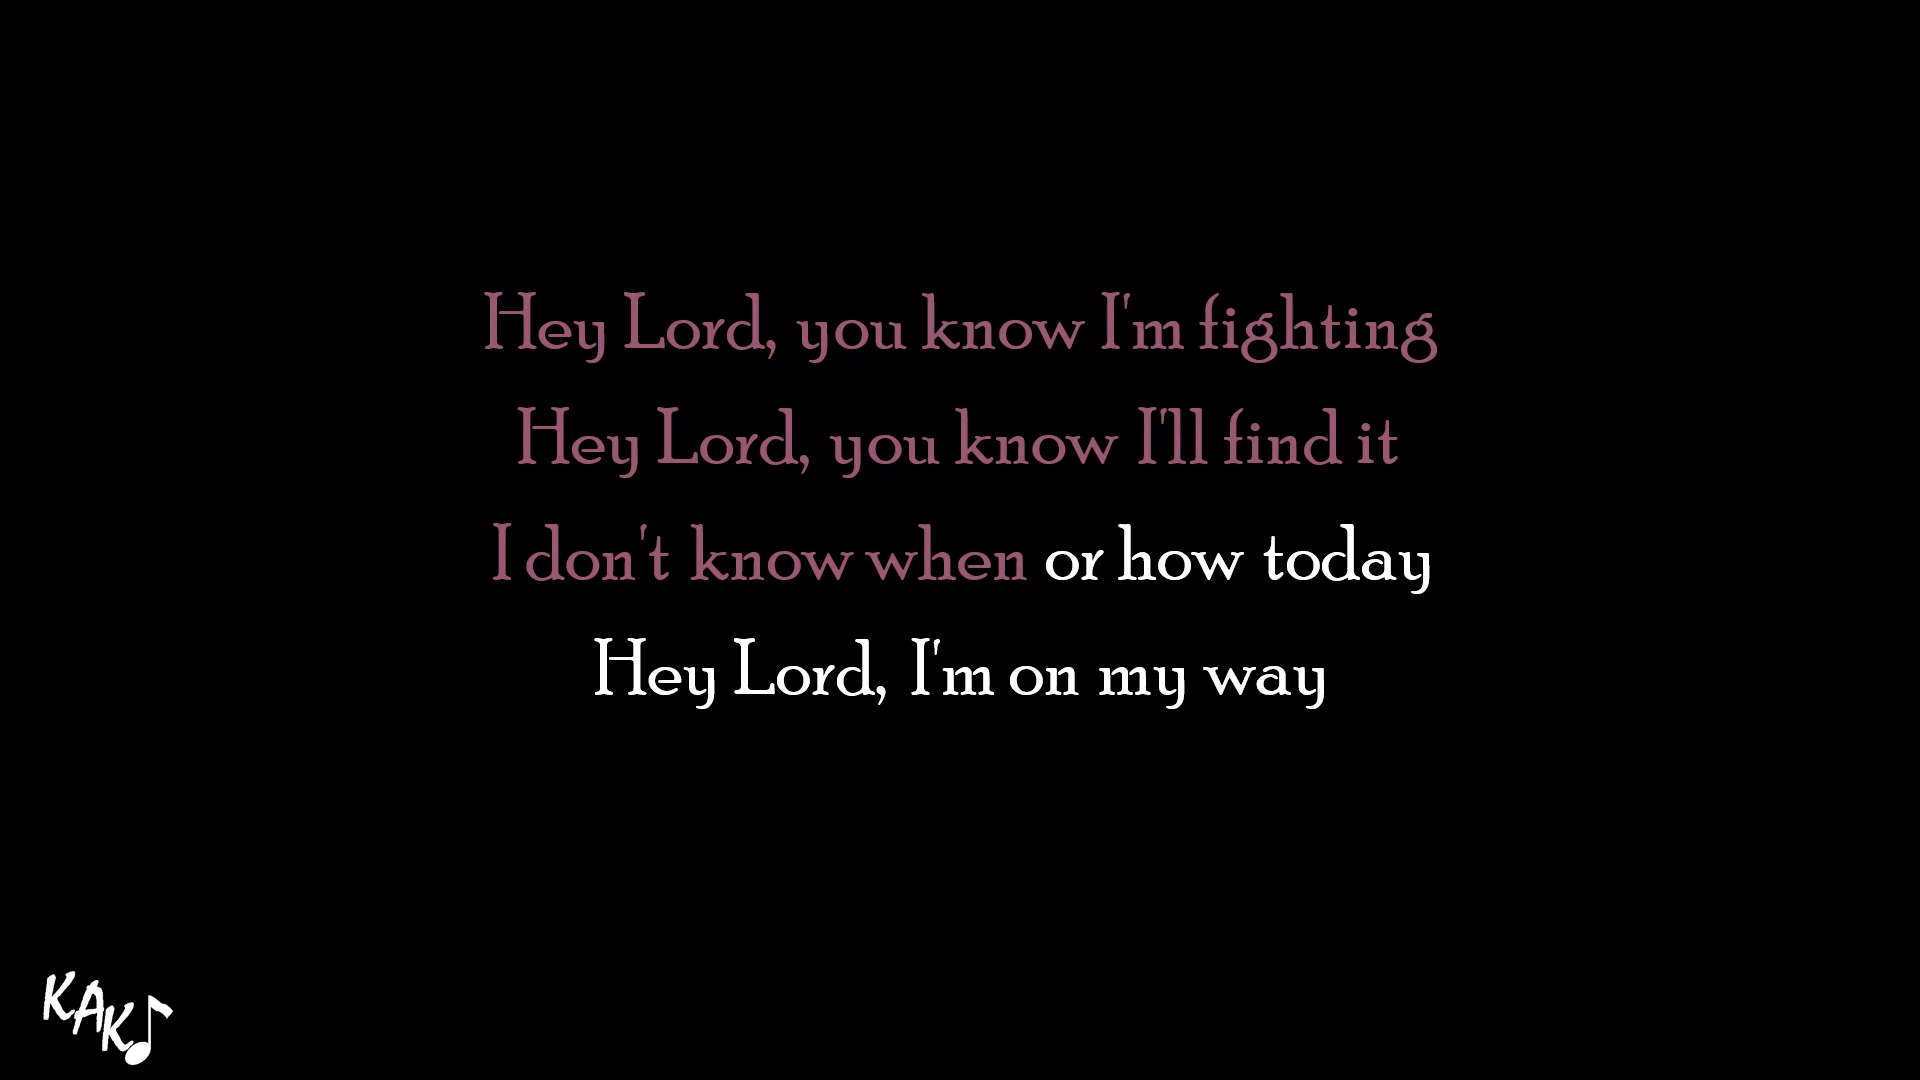 Hey Lord, you know I'm fighting
Hey Lord, you know I'll find it
I don't know when or how today
Hey Lord, I'm on my way
KAK